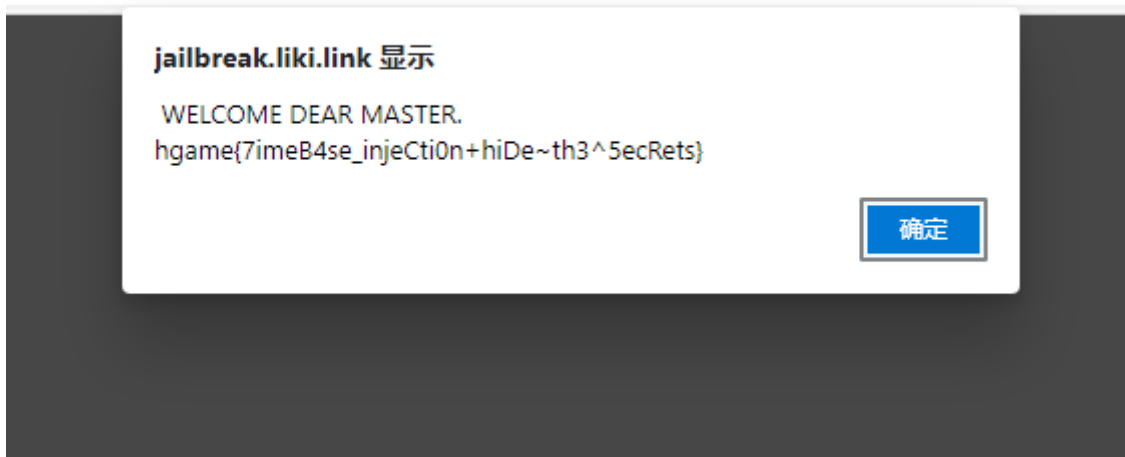 jailbreak.liki.link 显示
WELCOME DEAR MASTER.
hgame{7imeB4se_injeCti0n+hiDe~th3^5ecRets}
确定